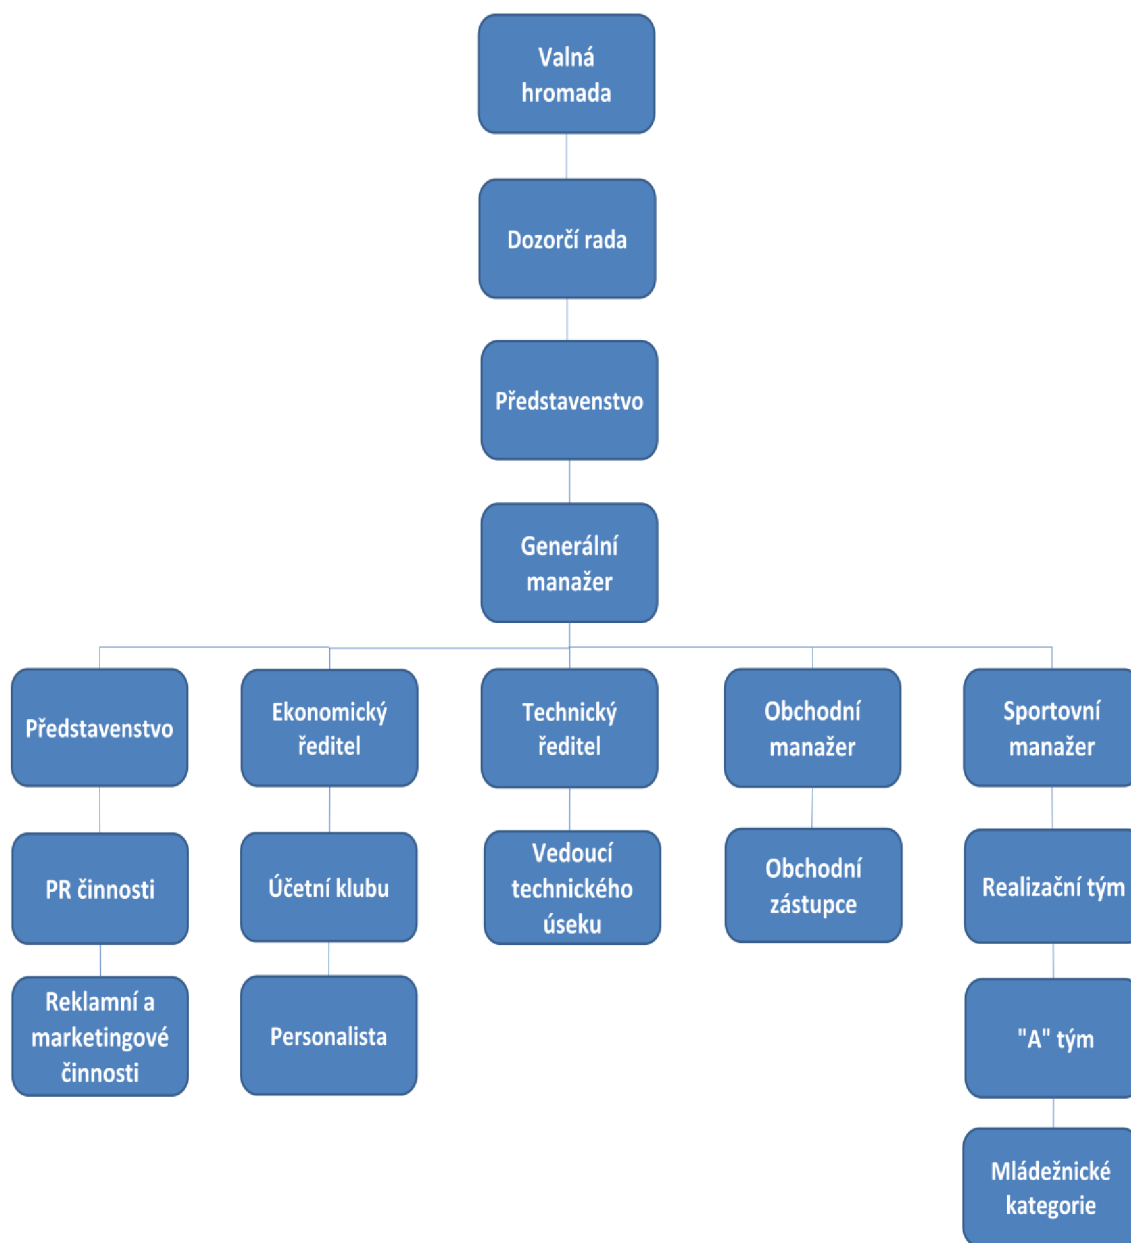 Valná
hromada
Dozorčí rada
Představenstvo
Generální
manažer
Představenstvo
Ekonomický
ředitel
Technický
ředitel
Obchodní
manažer
Sportovní
manažer
PR činnosti
Účetní klubu
Vedoucí
technického
úseku
Obchodní
zástupce
Realizační tým
Reklamní a
marketingové
činnosti
Personalista
"A" tým
Mládežnické
kategorie